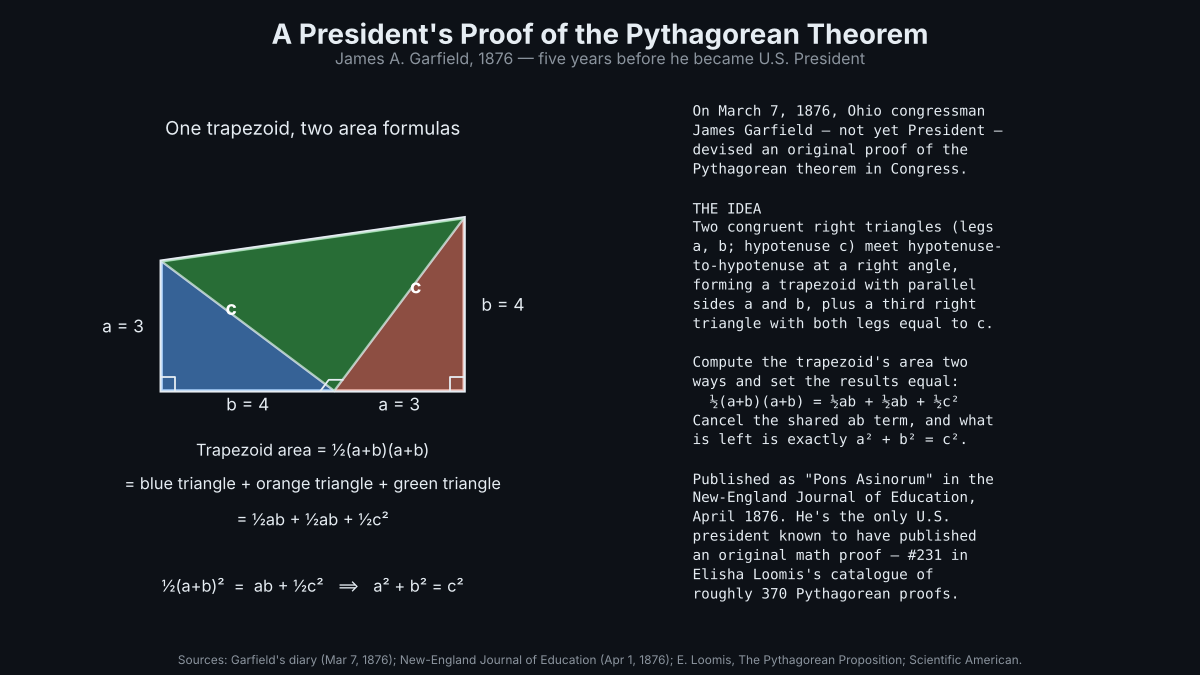 A President's Proof of the Pythagorean Theorem
James A. Garfield, 1876 — five years before he became U.S. President
One trapezoid, two area formulas
c
c
a = 3
b = 4
b = 4
a = 3
Trapezoid area = ½(a+b)(a+b)
= blue triangle + orange triangle + green triangle
= ½ab + ½ab + ½c²
½(a+b)² = ab + ½c² ⟹ a² + b² = c²
On March 7, 1876, Ohio congressman
James Garfield — not yet President —
devised an original proof of the
Pythagorean theorem in Congress.
THE IDEA
Two congruent right triangles (legs
a, b; hypotenuse c) meet hypotenuse-
to-hypotenuse at a right angle,
forming a trapezoid with parallel
sides a and b, plus a third right
triangle with both legs equal to c.
Compute the trapezoid's area two
ways and set the results equal:
½(a+b)(a+b) = ½ab + ½ab + ½c²
Cancel the shared ab term, and what
is left is exactly a² + b² = c².
Published as "Pons Asinorum" in the
New-England Journal of Education,
April 1876. He's the only U.S.
president known to have published
an original math proof — #231 in
Elisha Loomis's catalogue of
roughly 370 Pythagorean proofs.
Sources: Garfield's diary (Mar 7, 1876); New-England Journal of Education (Apr 1, 1876); E. Loomis, The Pythagorean Proposition; Scientific American.